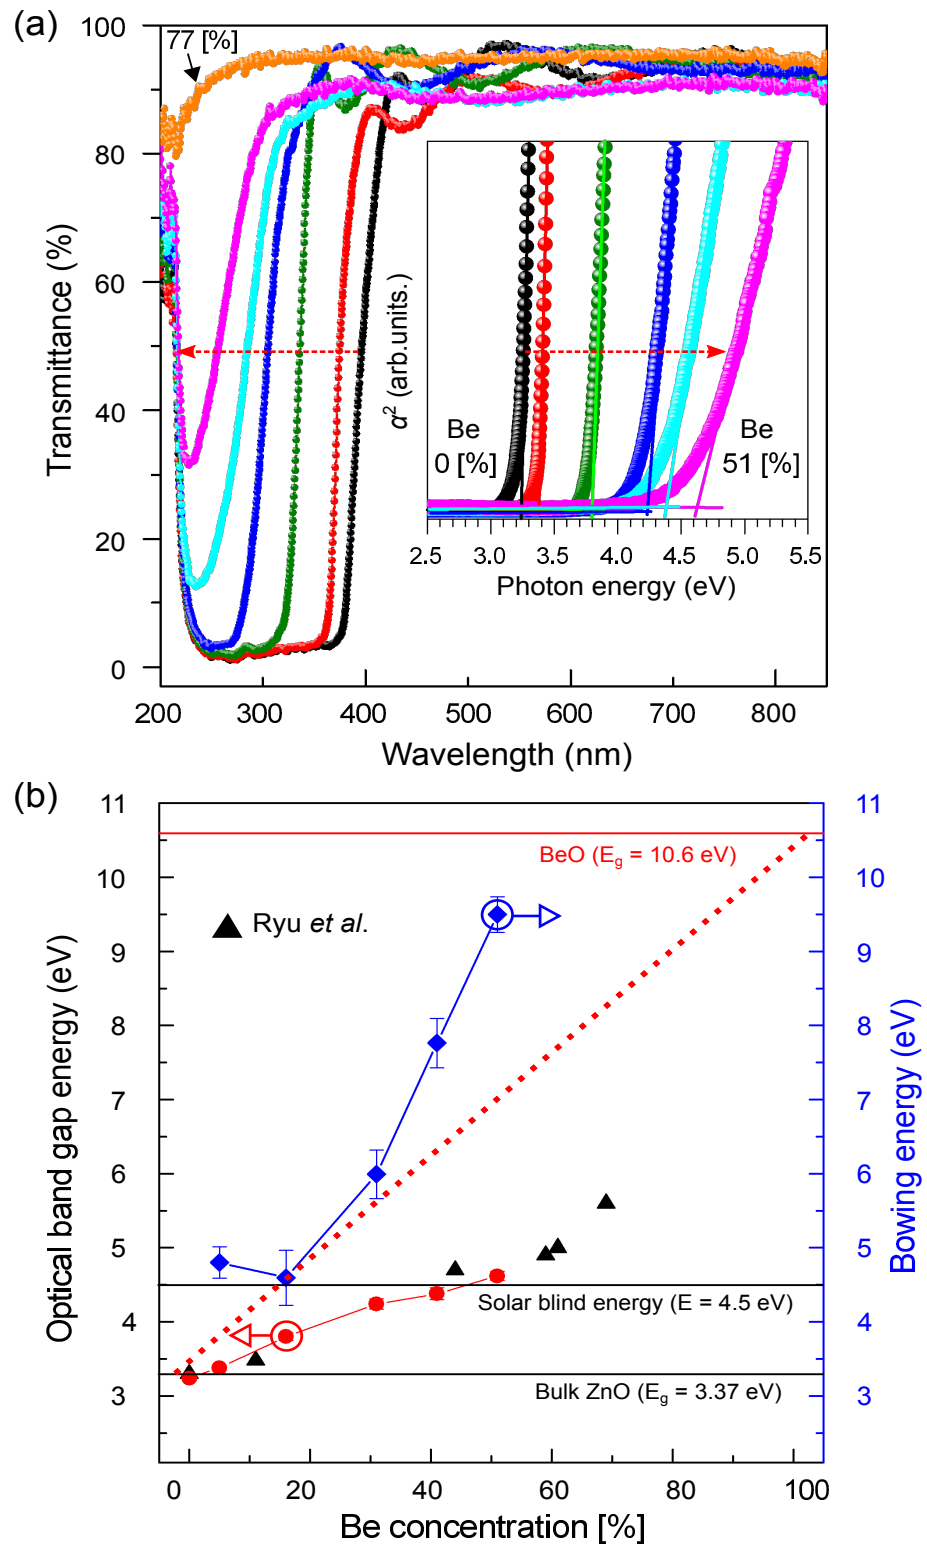 (a)
77 [%]
100
80
60
40
20
0
Transmittance (%)
200 300 400 500 600 700 800
Wavelength (nm)
α² (arb.units.)
Be
0 [%]
Be
51 [%]
2.5 3.0 3.5 4.0 4.5 5.0 5.5
Photon energy (eV)
(b)
11
10
9
8
7
6
5
4
3
Optical band gap energy (eV)
BeO (E_g = 10.6 eV)
Ryu et al.
Solar blind energy (E = 4.5 eV)
Bulk ZnO (E_g = 3.37 eV)
11
10
9
8
7
6
5
4
3
Bowing energy (eV)
0 20 40 60 80 100
Be concentration [%]